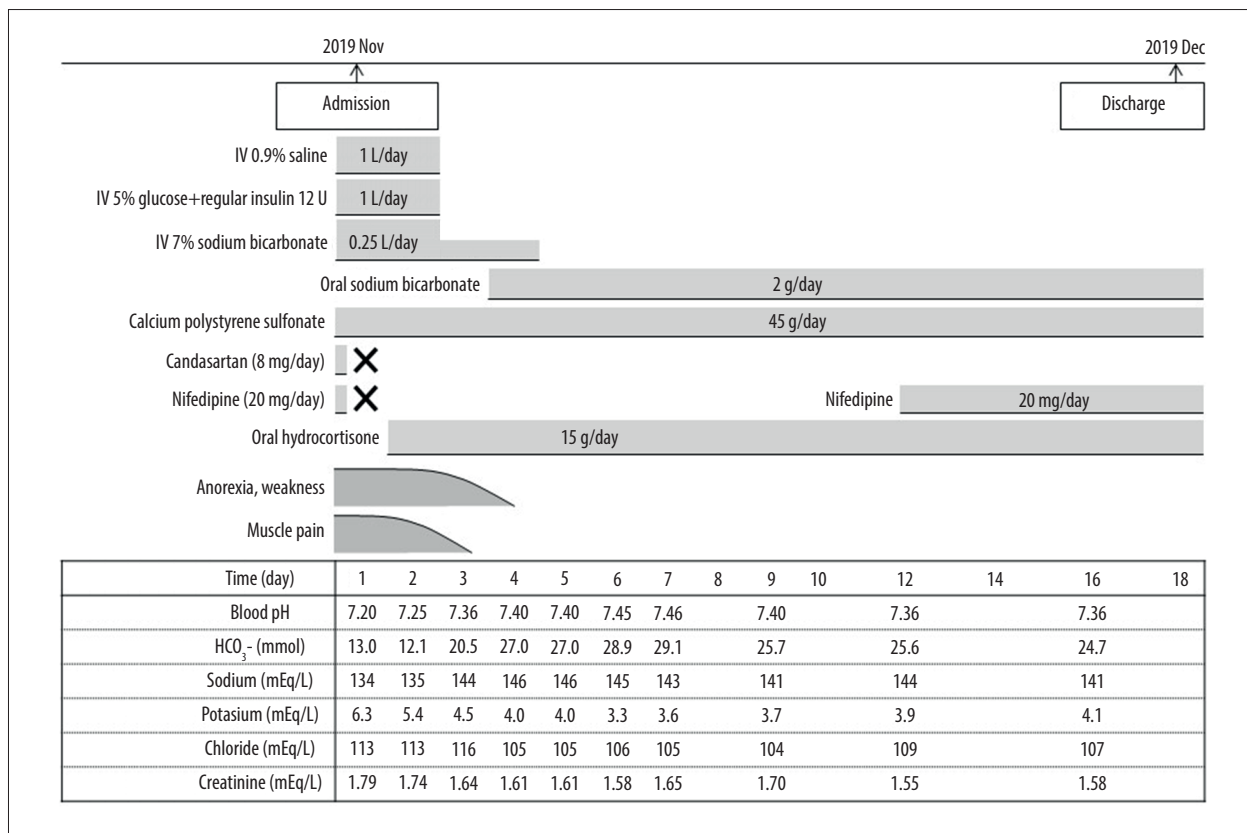 2019 Nov 2019 Dec
Admission Discharge
IV 0.9% saline 1 L/day
IV 5% glucose+regular insulin 12 U 1 L/day
IV 7% sodium bicarbonate 0.25 L/day
Oral sodium bicarbonate 2 g/day
Calcium polystyrene sulfonate 45 g/day
Candasartan (8 mg/day)
Nifedipine (20 mg/day) Nifedipine 20 mg/day
Oral hydrocortisone 15 g/day
Anorexia, weakness
Muscle pain
Time (day) 1 2 3 4 5 6 7 8 9 10 12 14 16 18
Blood pH 7.20 7.25 7.36 7.40 7.40 7.45 7.46 7.40 7.36 7.36
HCO3- (mmol) 13.0 12.1 20.5 27.0 27.0 28.9 29.1 25.7 25.6 24.7
Sodium (mEq/L) 134 135 144 146 146 145 143 141 144 141
Potasium (mEq/L) 6.3 5.4 4.5 4.0 4.0 3.3 3.6 3.7 3.9 4.1
Chloride (mEq/L) 113 113 116 105 105 106 105 104 109 107
Creatinine (mEq/L) 1.79 1.74 1.64 1.61 1.61 1.58 1.65 1.70 1.55 1.58